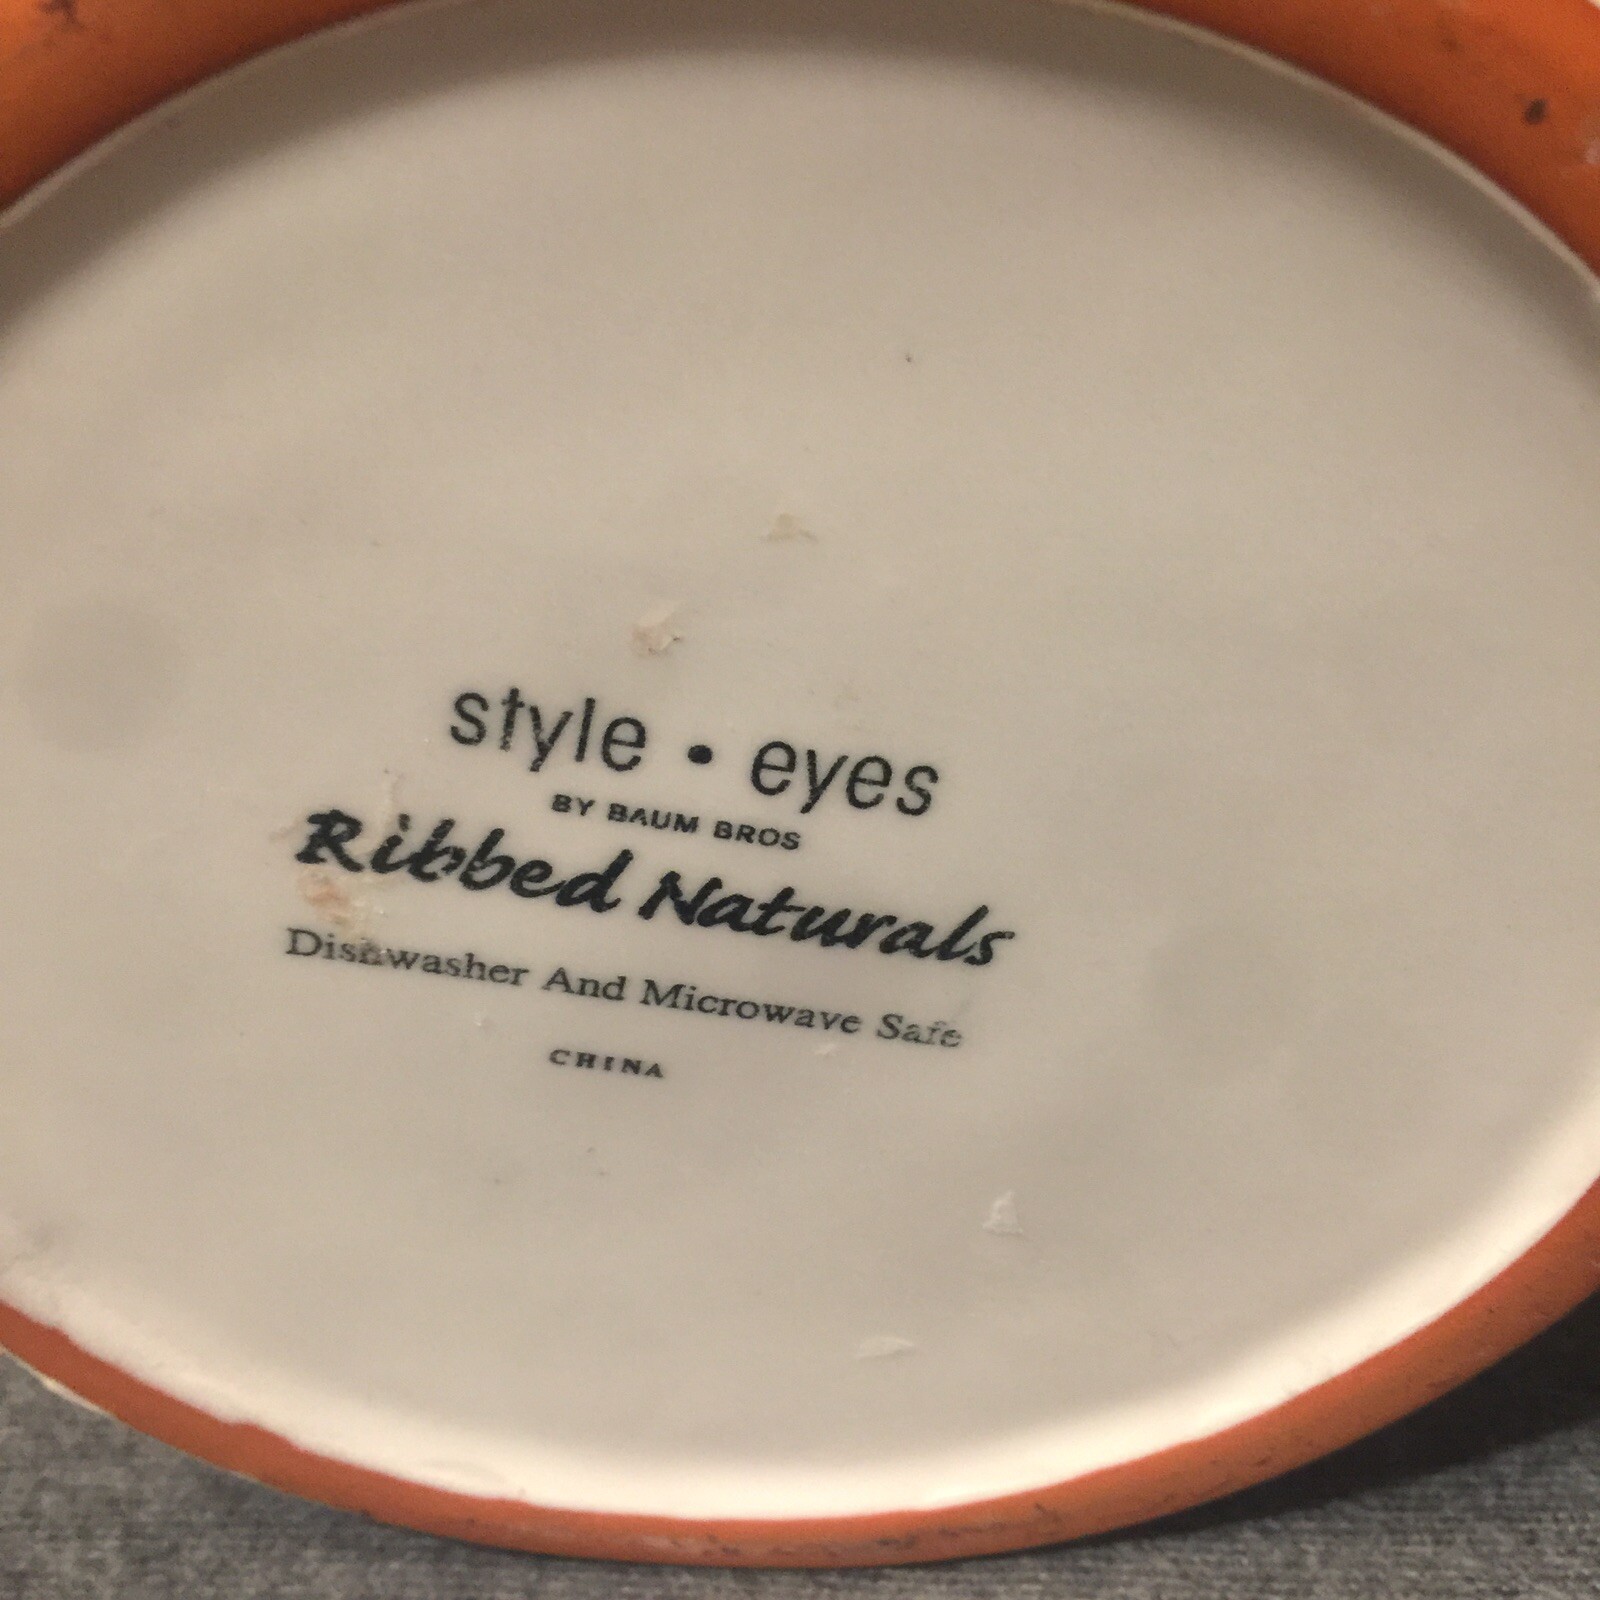 style • eyes
BY BAUM BROS
Ribbed Naturals
Dishwasher And Microwave Safe
CHINA